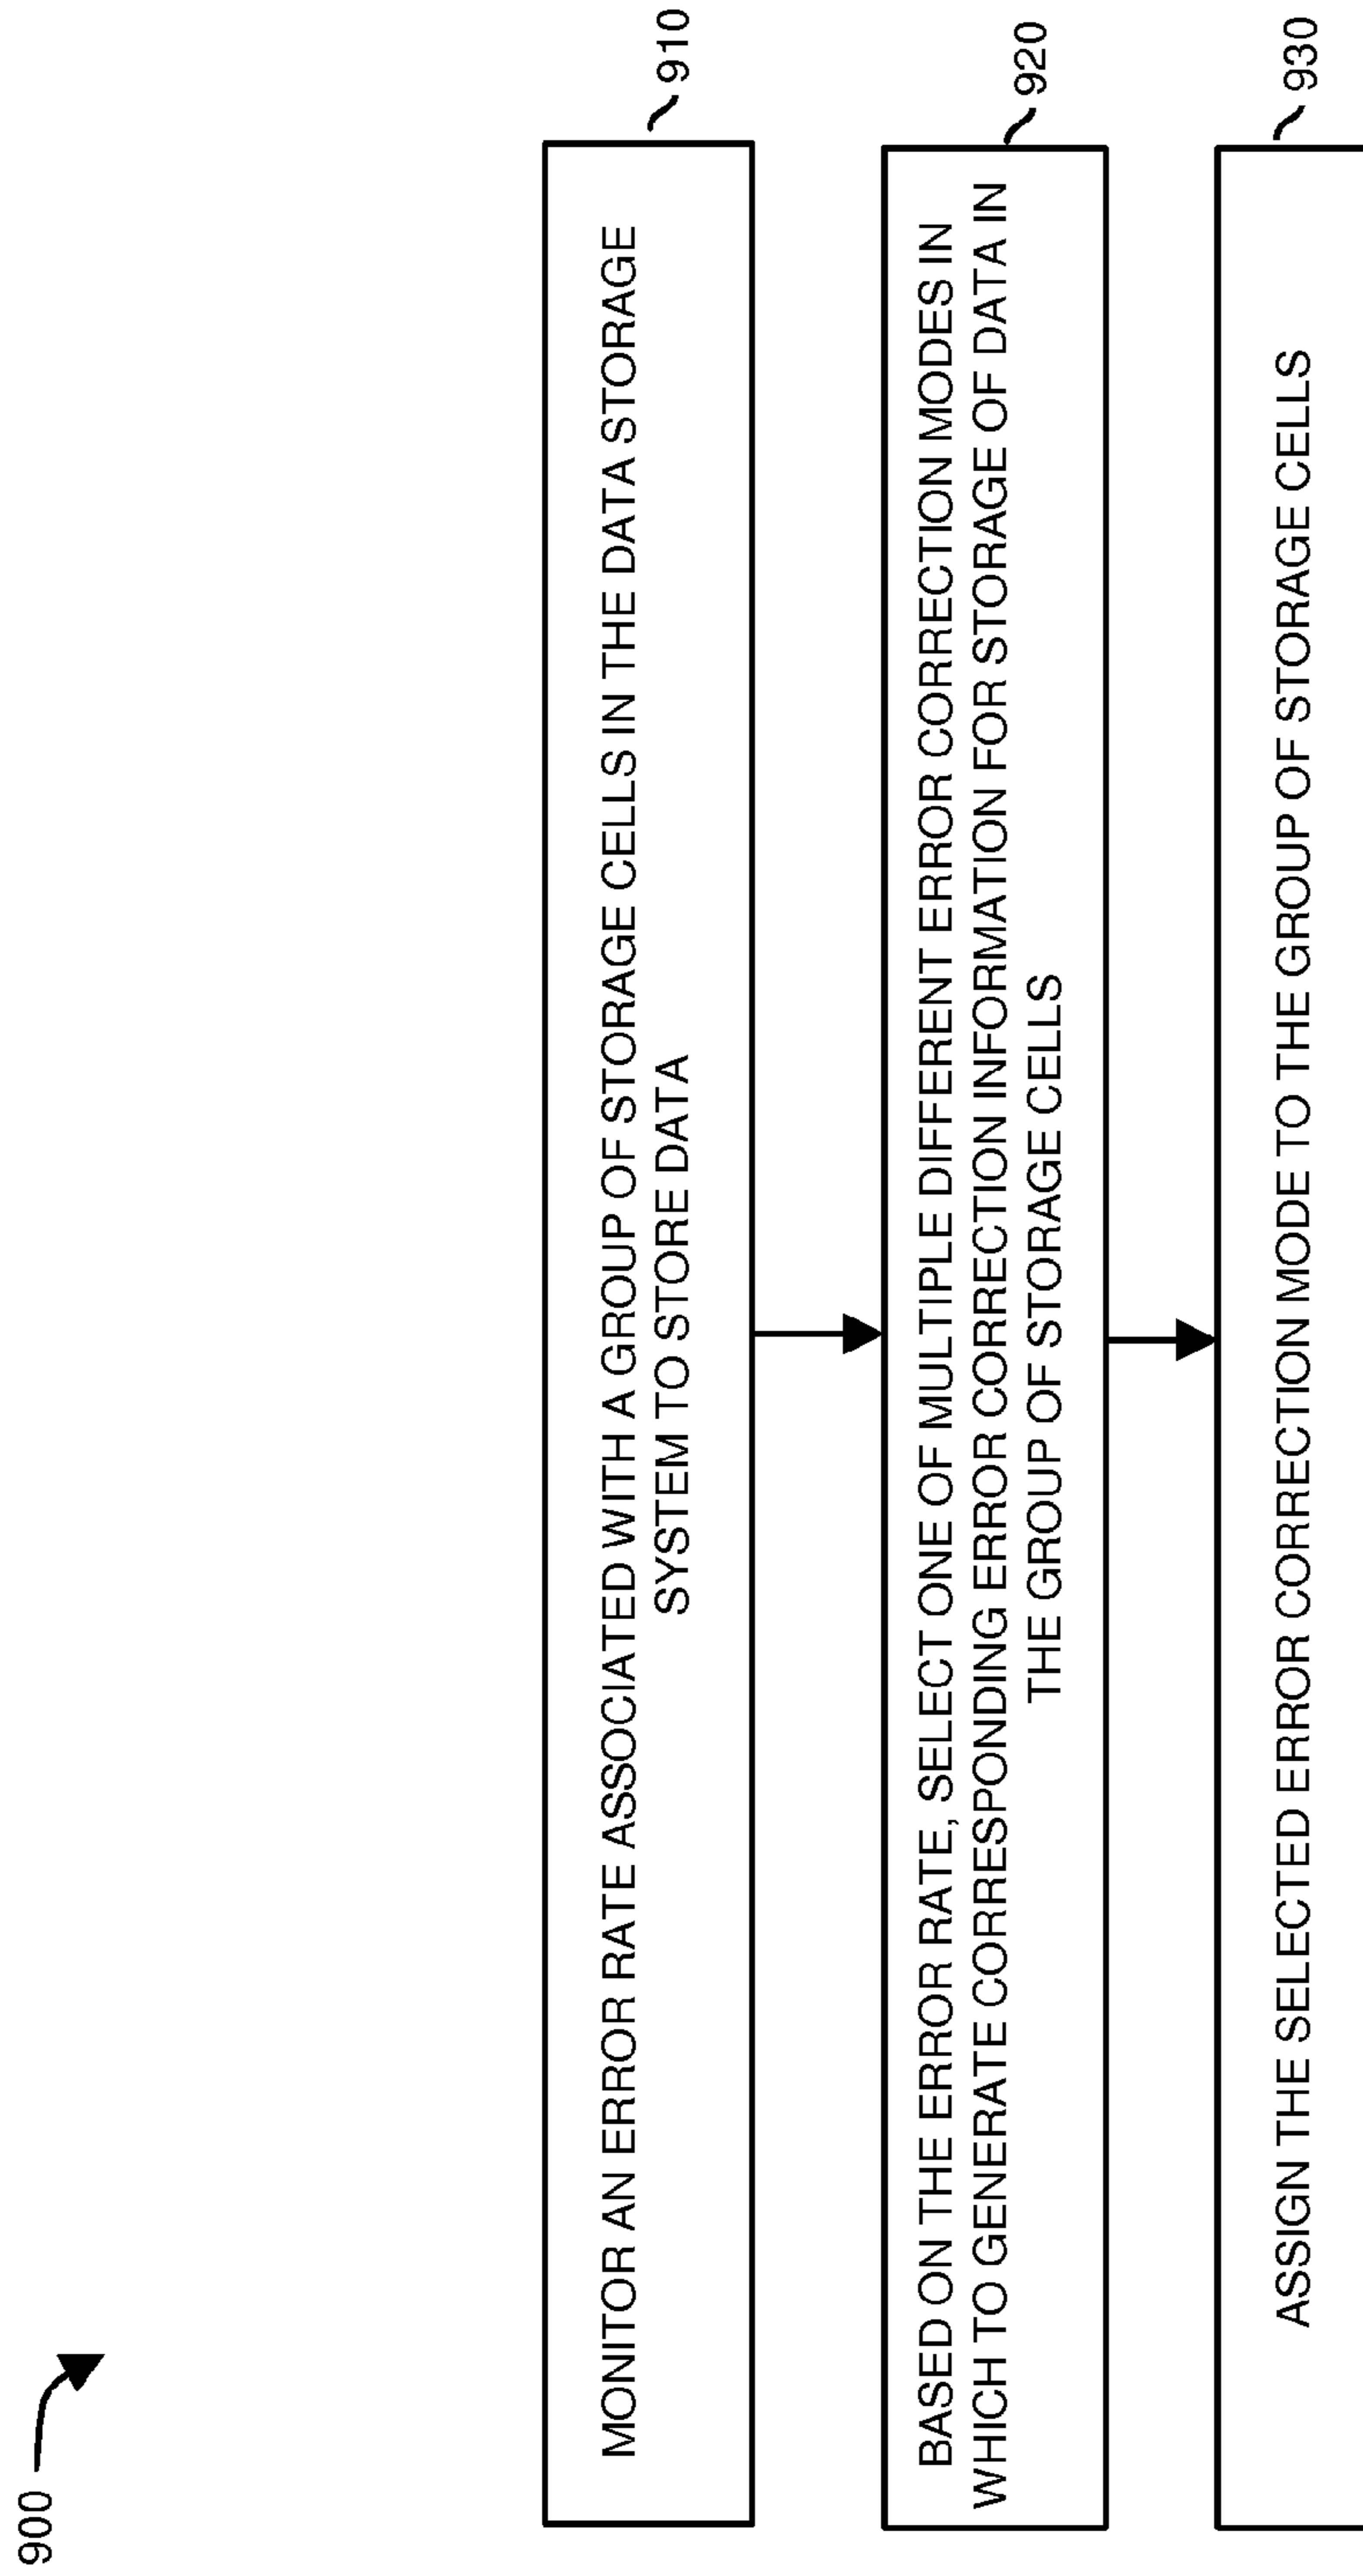 900
MONITOR AN ERROR RATE ASSOCIATED WITH A GROUP OF STORAGE CELLS IN THE DATA STORAGE
SYSTEM TO STORE DATA
910
BASED ON THE ERROR RATE, SELECT ONE OF MULTIPLE DIFFERENT ERROR CORRECTION MODES IN
WHICH TO GENERATE CORRESPONDING ERROR CORRECTION INFORMATION FOR STORAGE OF DATA IN
THE GROUP OF STORAGE CELLS
920
ASSIGN THE SELECTED ERROR CORRECTION MODE TO THE GROUP OF STORAGE CELLS
930